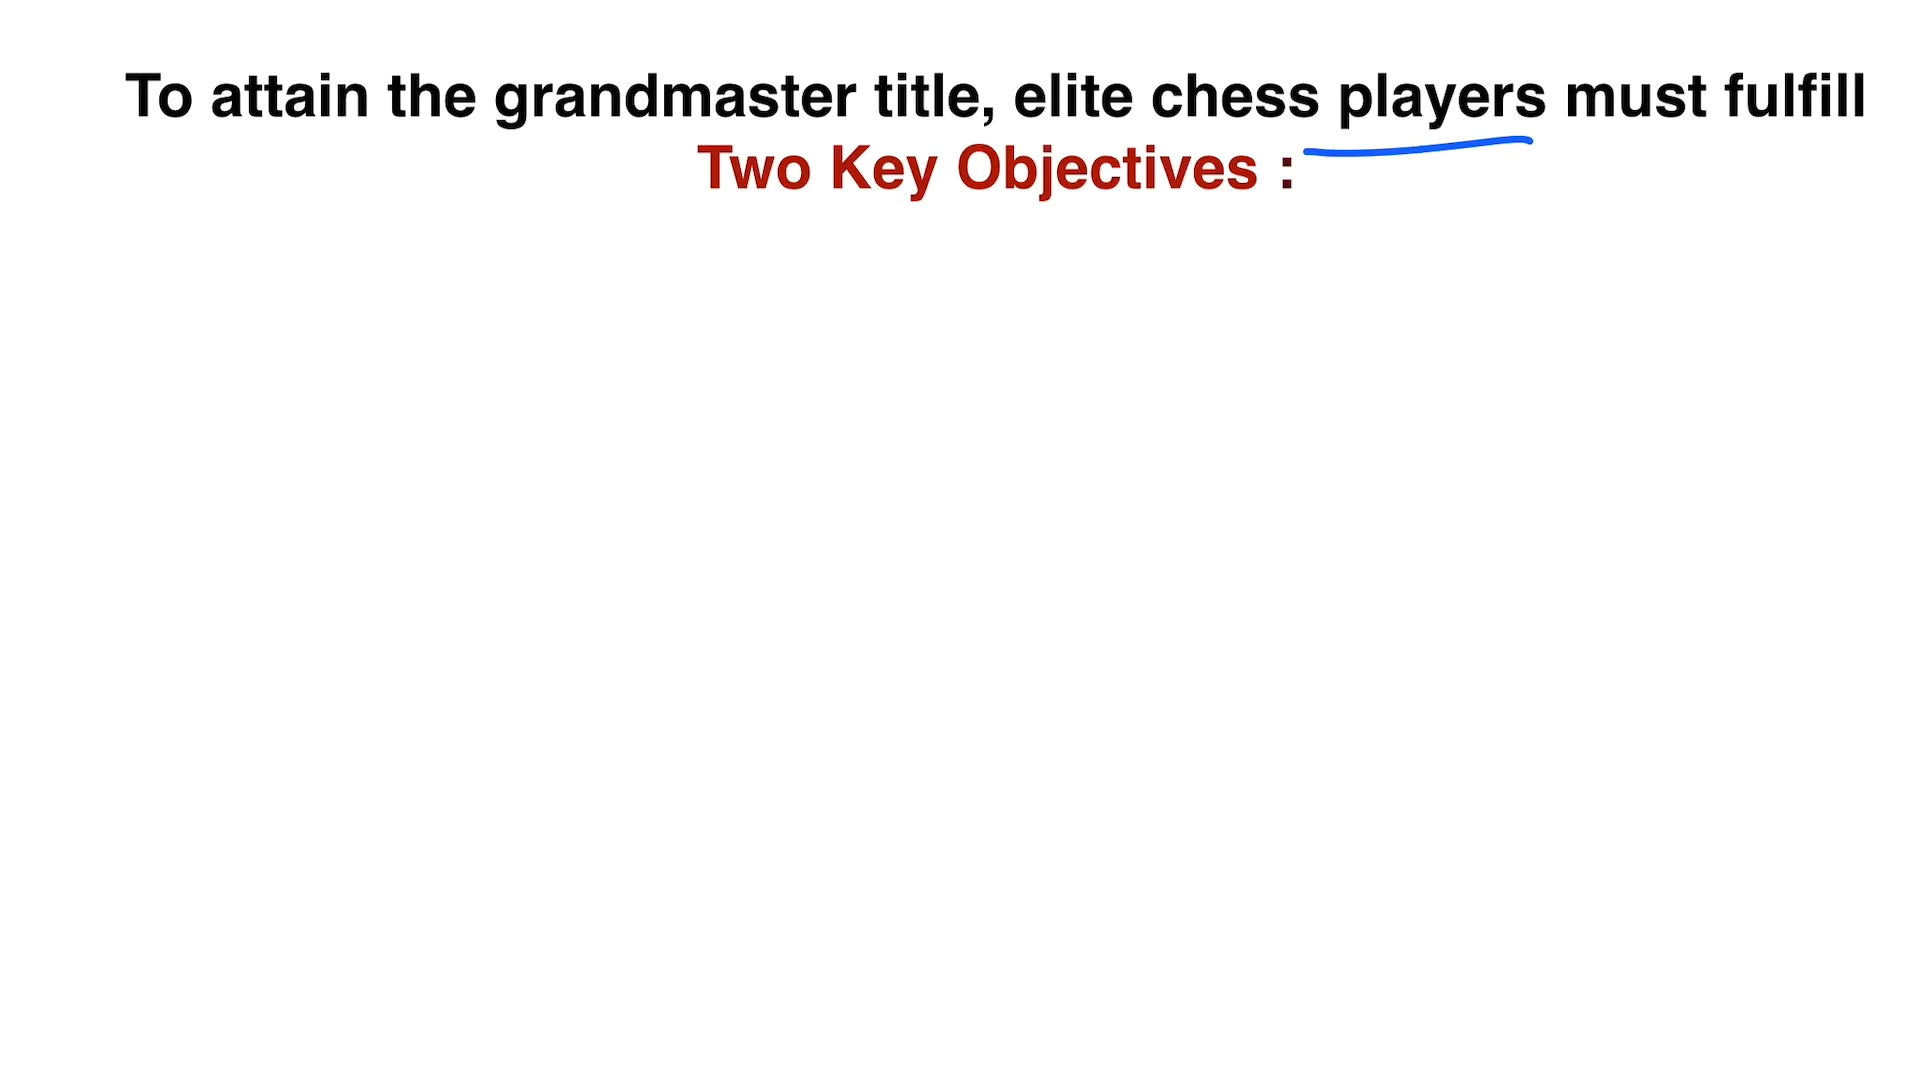 To attain the grandmaster title, elite chess players must fulfill
Two Key Objectives :